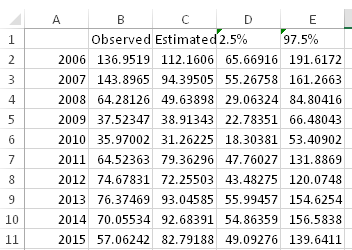 A B C D E
1 Observed Estimated 2.5% 97.5%
2 2006 136.9519 112.1606 65.66916 191.6172
3 2007 143.8965 94.39505 55.26758 161.2663
4 2008 64.28126 49.63898 29.06324 84.80416
5 2009 37.52347 38.91343 22.78351 66.48043
6 2010 35.97002 31.26225 18.30381 53.40902
7 2011 64.52363 79.36296 47.76027 131.8869
8 2012 74.67831 72.25503 43.48275 120.0748
9 2013 76.37469 93.04585 55.99457 154.6254
10 2014 70.05534 92.68391 54.86359 156.5838
11 2015 57.06242 82.79188 49.09276 139.6411